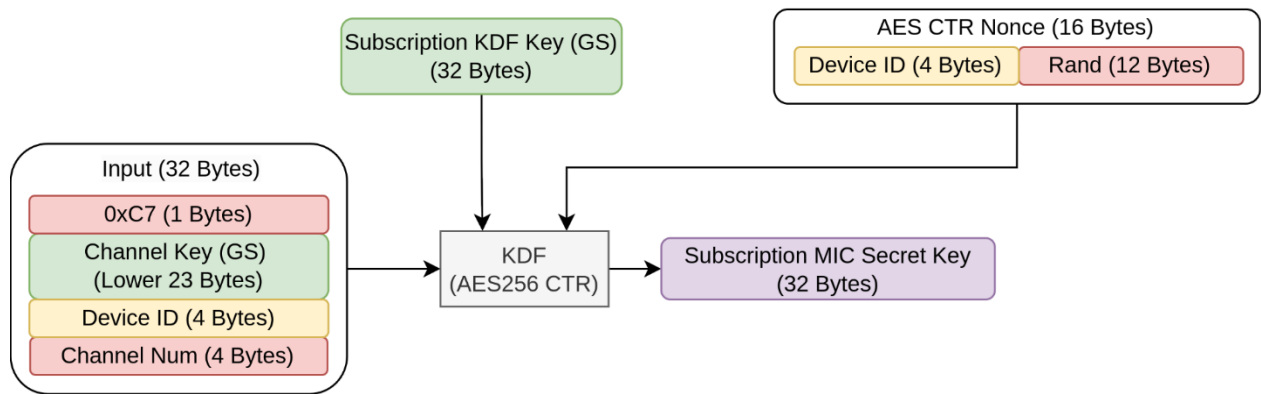 Subscription KDF Key (GS)
(32 Bytes)
AES CTR Nonce (16 Bytes)
Device ID (4 Bytes)
Rand (12 Bytes)
Input (32 Bytes)
0xC7 (1 Bytes)
Channel Key (GS)
(Lower 23 Bytes)
Device ID (4 Bytes)
Channel Num (4 Bytes)
KDF
(AES256 CTR)
Subscription MIC Secret Key
(32 Bytes)